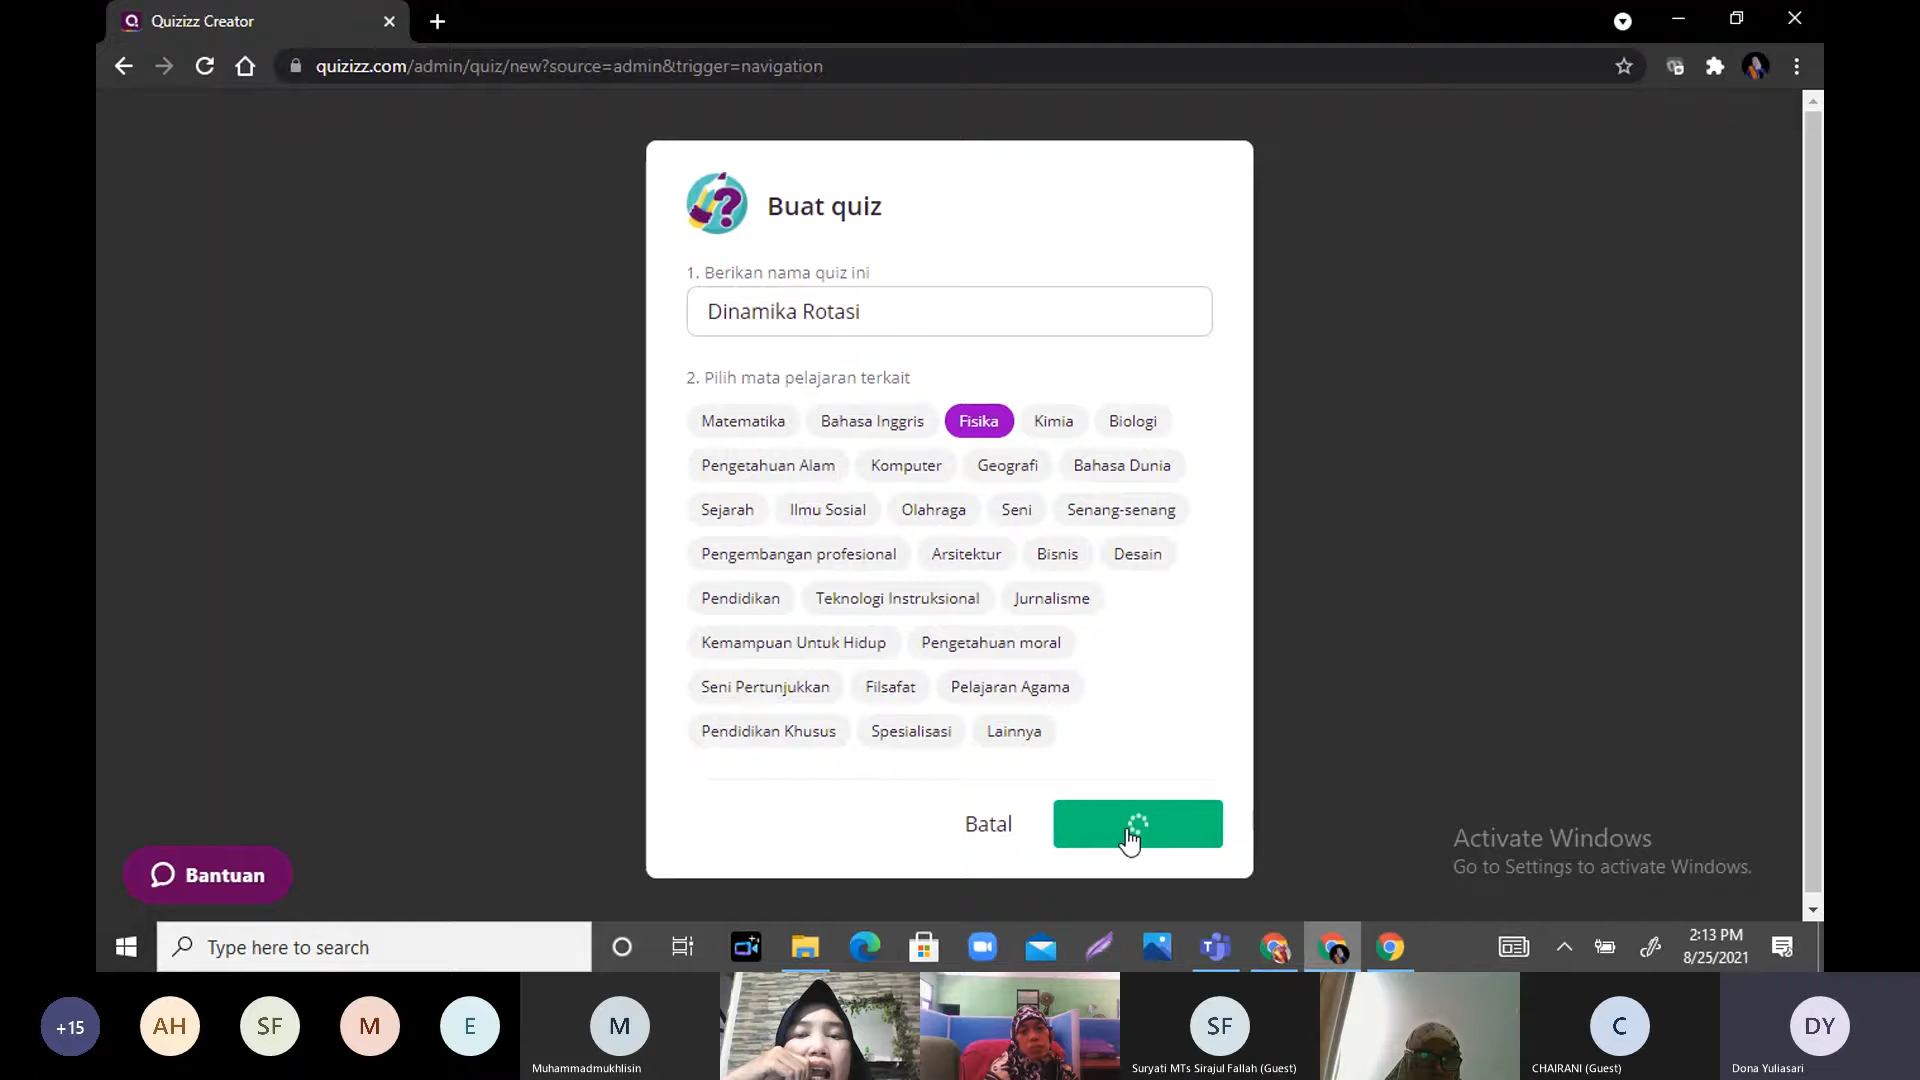 Quizizz Creator
quizizz.com/admin/quiz/new?source=admin&trigger=navigation
Buat quiz
1. Berikan nama quiz ini
Dinamika Rotasi
2. Pilih mata pelajaran terkait
Matematika Bahasa Inggris Fisika Kimia Biologi
Pengetahuan Alam Komputer Geografi Bahasa Dunia
Sejarah Ilmu Sosial Olahraga Seni Senang-senang
Pengembangan profesional Arsitektur Bisnis Desain
Pendidikan Teknologi Instruksional Jurnalisme
Kemampuan Untuk Hidup Pengetahuan moral
Seni Pertunjukkan Filsafat Pelajaran Agama
Pendidikan Khusus Spesialisasi Lainnya
Batal
Activate Windows
Go to Settings to activate Windows.
Bantuan
Type here to search
2:13 PM
8/25/2021
+15 AH SF M E M SF C DY
Muhammadmukhlisin Suryati MTs Sirajul Fallah (Guest) CHAIRANI (Guest) Dona Yuliasari